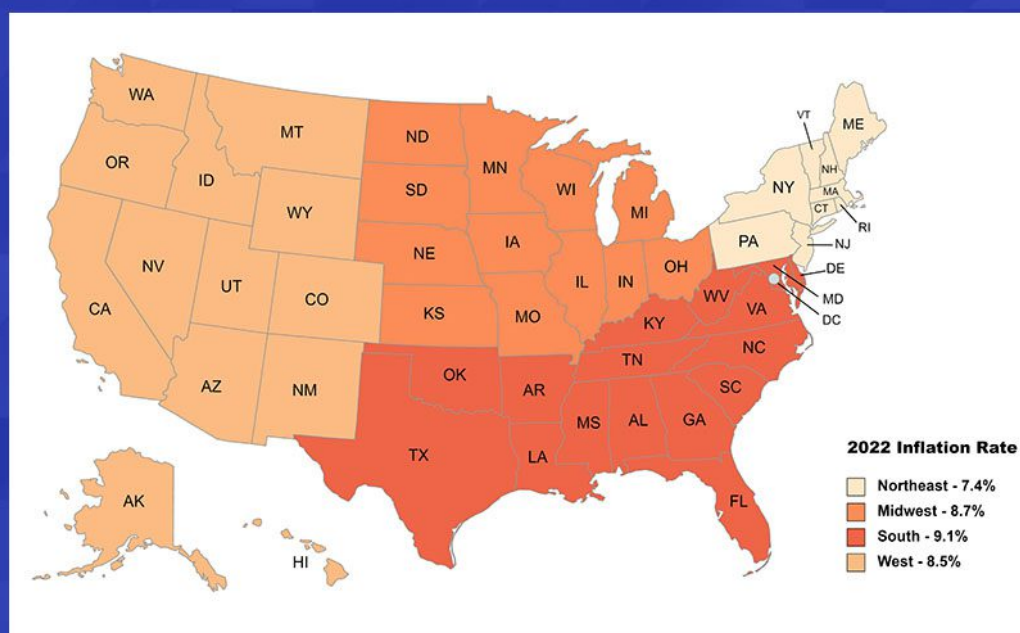 WA
MT
ND
MN
VT
ME
OR
ID
SD
WI
NH
NY
MA
WY
MI
CT
RI
IA
PA
NE
NJ
NV
OH
UT
IL
IN
DE
CO
WV
CA
KS
MO
MD
VA
KY
DC
NC
TN
OK
AZ
NM
AR
SC
MS
AL
GA
TX
LA
2022 Inflation Rate
Northeast - 7.4%
Midwest - 8.7%
South - 9.1%
West - 8.5%
AK
FL
HI